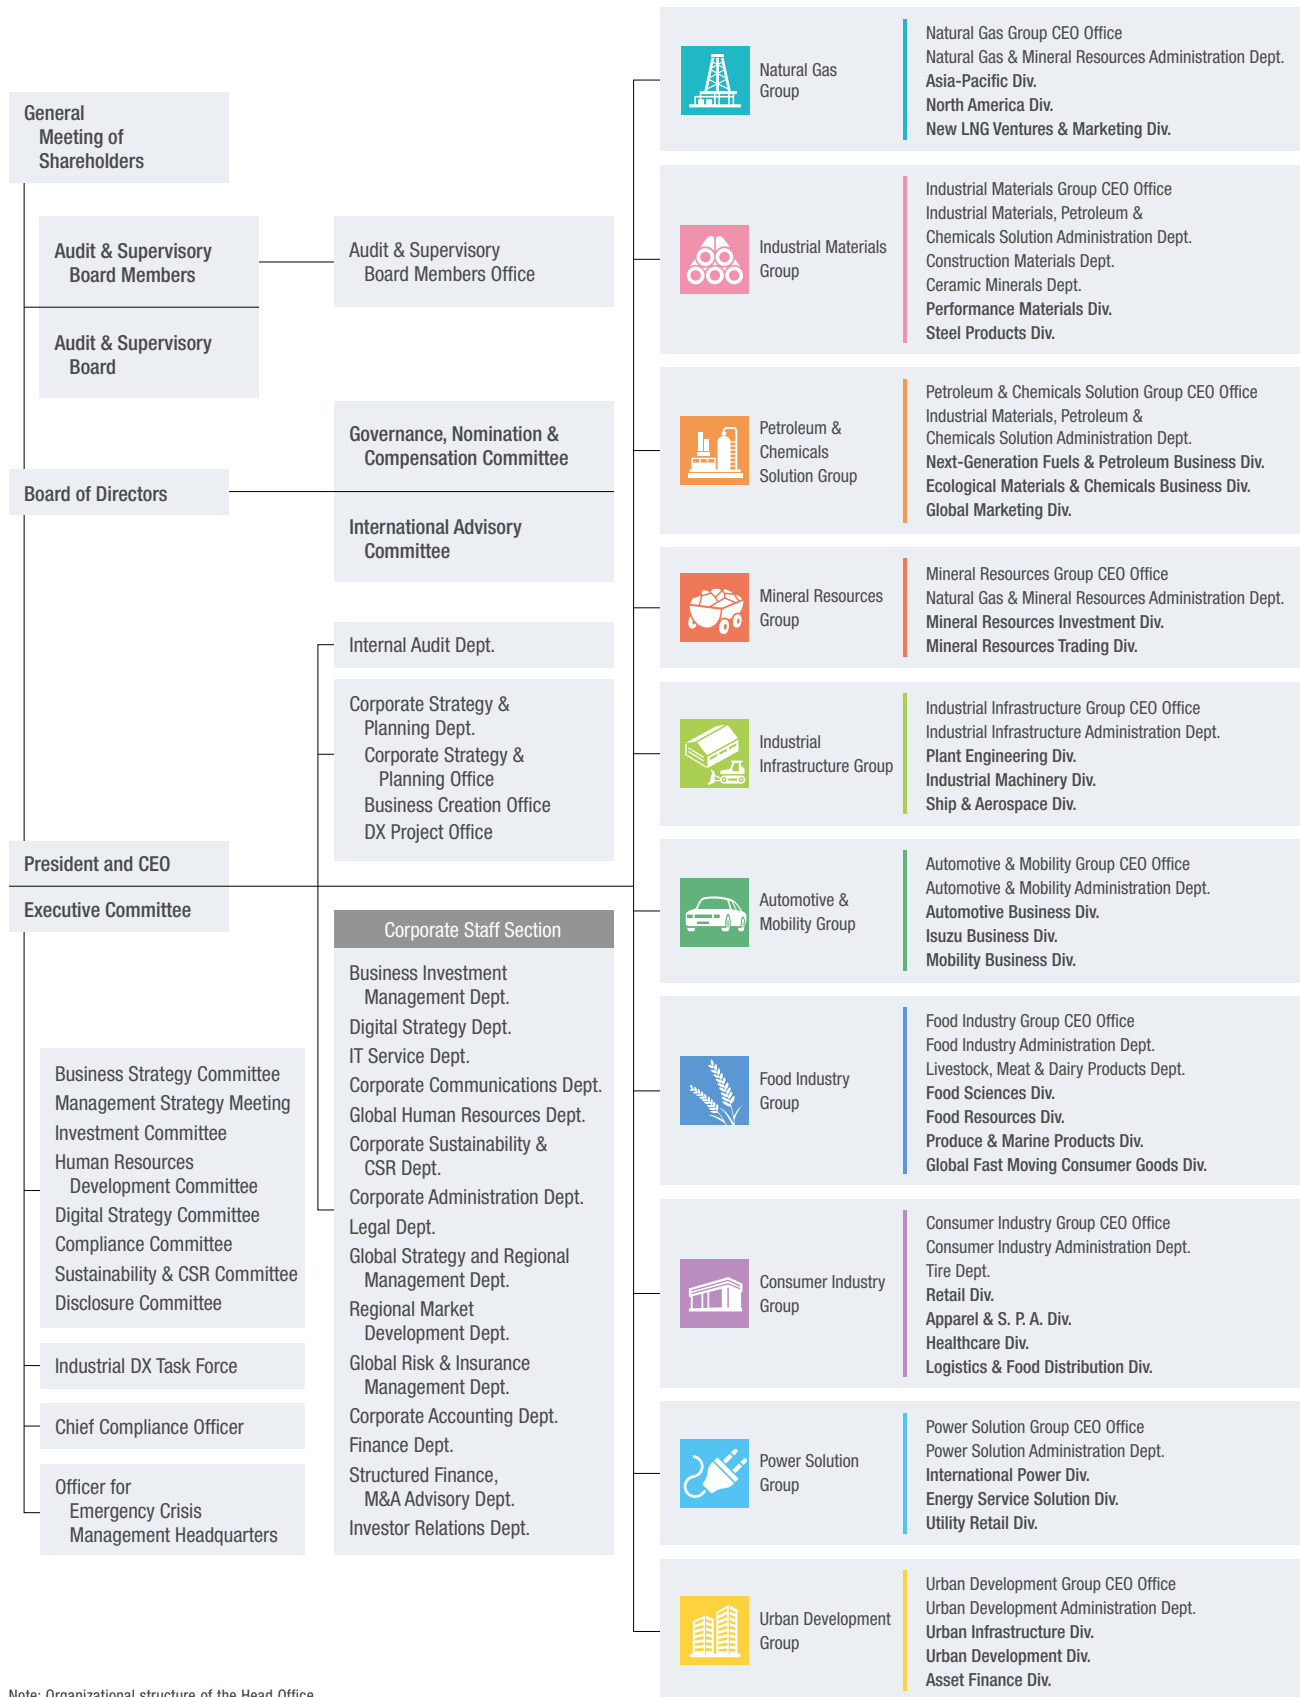 General
Meeting of
Shareholders
Audit & Supervisory
Board Members
Audit & Supervisory
Board Members Office
Audit & Supervisory
Board
Governance, Nomination &
Compensation Committee
Board of Directors
International Advisory
Committee
Internal Audit Dept.
Corporate Strategy &
Planning Dept.
Corporate Strategy &
Planning Office
Business Creation Office
DX Project Office
President and CEO
Executive Committee
Business Strategy Committee
Management Strategy Meeting
Investment Committee
Human Resources
Development Committee
Digital Strategy Committee
Compliance Committee
Sustainability & CSR Committee
Disclosure Committee
Industrial DX Task Force
Chief Compliance Officer
Officer for
Emergency Crisis
Management Headquarters
Corporate Staff Section
Business Investment
Management Dept.
Digital Strategy Dept.
IT Service Dept.
Corporate Communications Dept.
Global Human Resources Dept.
Corporate Sustainability &
CSR Dept.
Corporate Administration Dept.
Legal Dept.
Global Strategy and Regional
Management Dept.
Regional Market
Development Dept.
Global Risk & Insurance
Management Dept.
Corporate Accounting Dept.
Finance Dept.
Structured Finance,
M&A Advisory Dept.
Investor Relations Dept.
Natural Gas
Group
Natural Gas Group CEO Office
Natural Gas & Mineral Resources Administration Dept.
Asia-Pacific Div.
North America Div.
New LNG Ventures & Marketing Div.
Industrial Materials
Group
Industrial Materials Group CEO Office
Industrial Materials, Petroleum &
Chemicals Solution Administration Dept.
Construction Materials Dept.
Ceramic Minerals Dept.
Performance Materials Div.
Steel Products Div.
Petroleum &
Chemicals
Solution Group
Petroleum & Chemicals Solution Group CEO Office
Industrial Materials, Petroleum &
Chemicals Solution Administration Dept.
Next-Generation Fuels & Petroleum Business Div.
Ecological Materials & Chemicals Business Div.
Global Marketing Div.
Mineral Resources
Group
Mineral Resources Group CEO Office
Natural Gas & Mineral Resources Administration Dept.
Mineral Resources Investment Div.
Mineral Resources Trading Div.
Industrial
Infrastructure Group
Industrial Infrastructure Group CEO Office
Industrial Infrastructure Administration Dept.
Plant Engineering Div.
Industrial Machinery Div.
Ship & Aerospace Div.
Automotive &
Mobility Group
Automotive & Mobility Group CEO Office
Automotive & Mobility Administration Dept.
Automotive Business Div.
Isuzu Business Div.
Mobility Business Div.
Food Industry
Group
Food Industry Group CEO Office
Food Industry Administration Dept.
Livestock, Meat & Dairy Products Dept.
Food Sciences Div.
Food Resources Div.
Produce & Marine Products Div.
Global Fast Moving Consumer Goods Div.
Consumer Industry
Group
Consumer Industry Group CEO Office
Consumer Industry Administration Dept.
Tire Dept.
Retail Div.
Apparel & S. P. A. Div.
Healthcare Div.
Logistics & Food Distribution Div.
Power Solution
Group
Power Solution Group CEO Office
Power Solution Administration Dept.
International Power Div.
Energy Service Solution Div.
Utility Retail Div.
Urban Development
Group
Urban Development Group CEO Office
Urban Development Administration Dept.
Urban Infrastructure Div.
Urban Development Div.
Asset Finance Div.
Note: Organizational structure of the Head Office